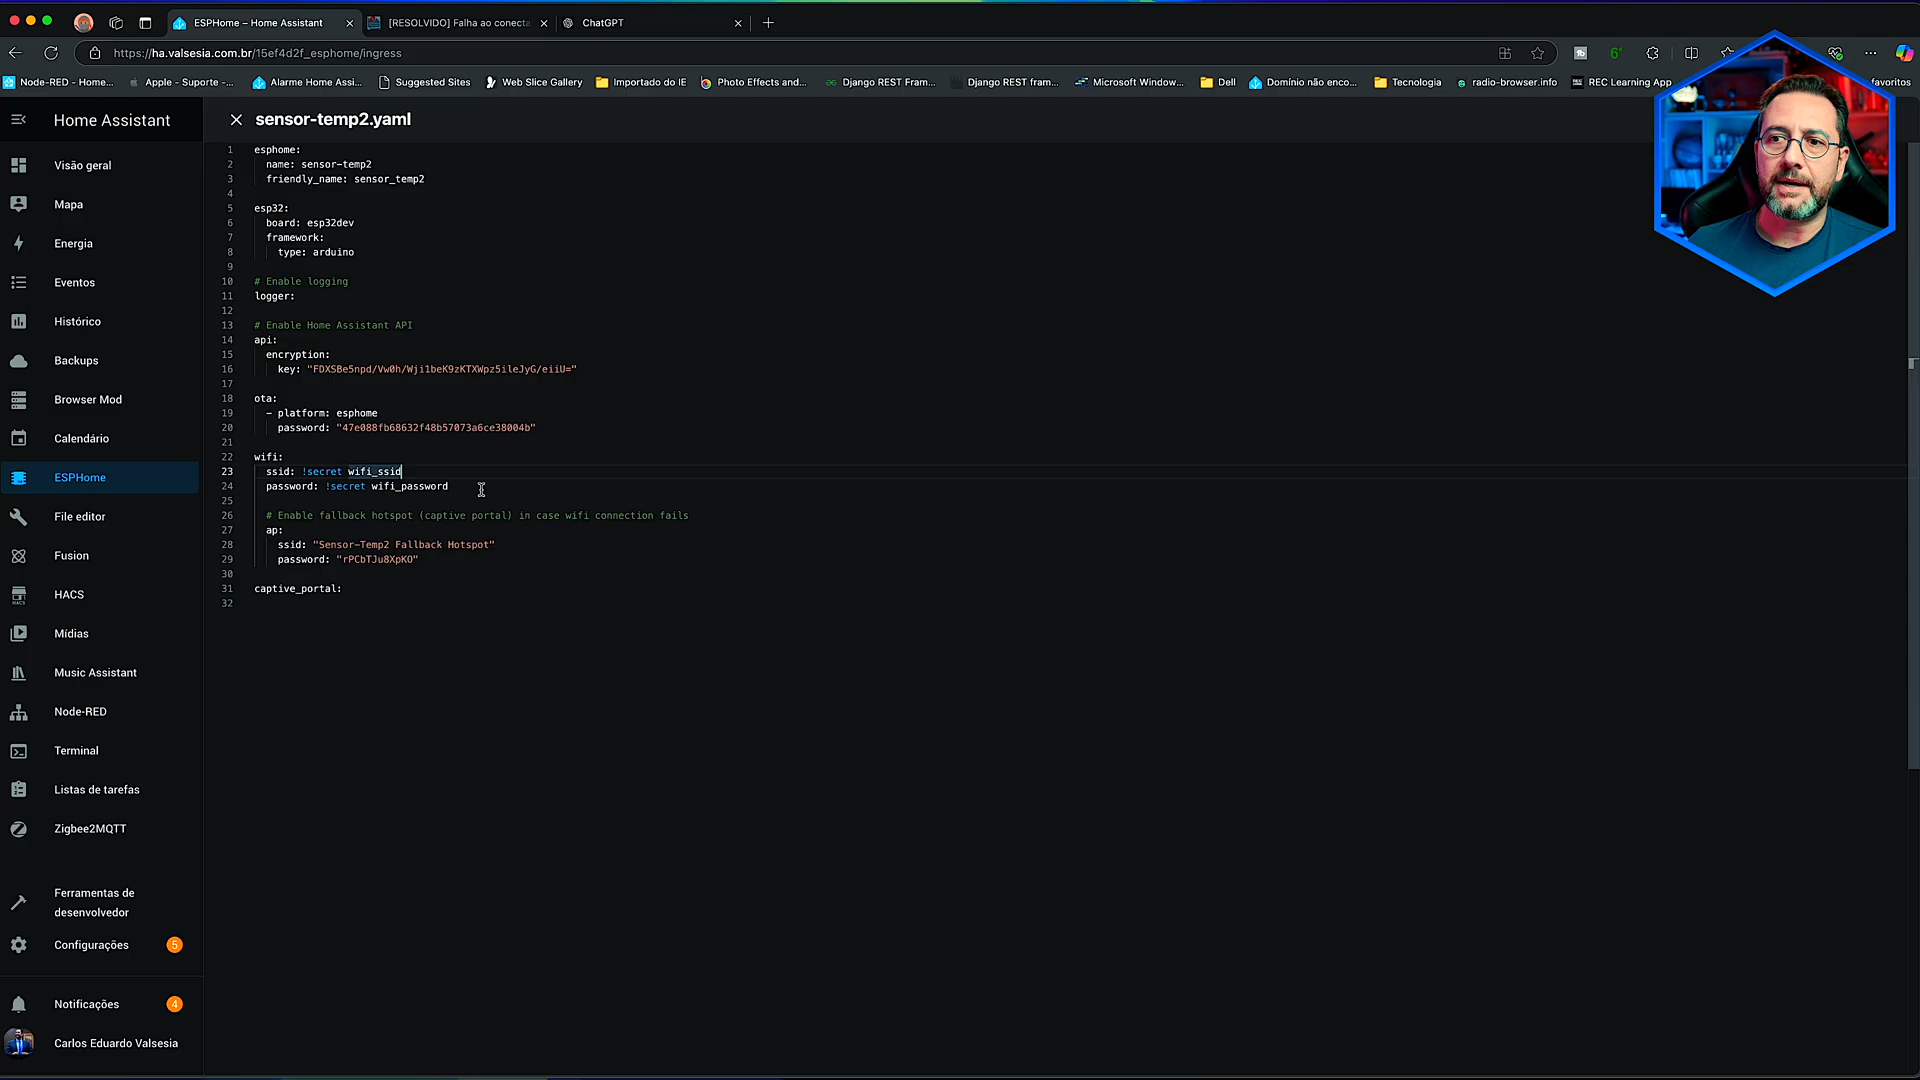 ESPHome – Home Assistant
[RESOLVIDO] Falha ao conecta
ChatGPT
https://ha.valsesia.com.br/15ef4d2f_esphome/ingress
Node-RED - Home...
Apple - Suporte -...
Alarme Home Assi...
Suggested Sites
Web Slice Gallery
Importado do IE
Photo Effects and...
Django REST Fram...
Django REST fram...
Microsoft Window...
Dell
Domínio não enco...
Tecnologia
radio-browser.info
REC Learning App
favoritos
Home Assistant
Visão geral
Mapa
Energia
Eventos
Histórico
Backups
Browser Mod
Calendário
ESPHome
File editor
Fusion
HACS
Mídias
Music Assistant
Node-RED
Terminal
Listas de tarefas
Zigbee2MQTT
Ferramentas de
desenvolvedor
Configurações 5
Notificações 4
Carlos Eduardo Valsesia
sensor-temp2.yaml
1 esphome:
2 name: sensor-temp2
3 friendly_name: sensor_temp2
4
5 esp32:
6 board: esp32dev
7 framework:
8 type: arduino
9
10 # Enable logging
11 logger:
12
13 # Enable Home Assistant API
14 api:
15 encryption:
16 key: "FDXSBe5npd/Vw0h/Wji1beK9zKTXWpz5ileJyG/eiiU="
17
18 ota:
19 - platform: esphome
20 password: "47e088fb68632f48b57073a6ce38004b"
21
22 wifi:
23 ssid: !secret wifi_ssid
24 password: !secret wifi_password
25
26 # Enable fallback hotspot (captive portal) in case wifi connection fails
27 ap:
28 ssid: "Sensor-Temp2 Fallback Hotspot"
29 password: "rPCbTJu8XpKO"
30
31 captive_portal:
32